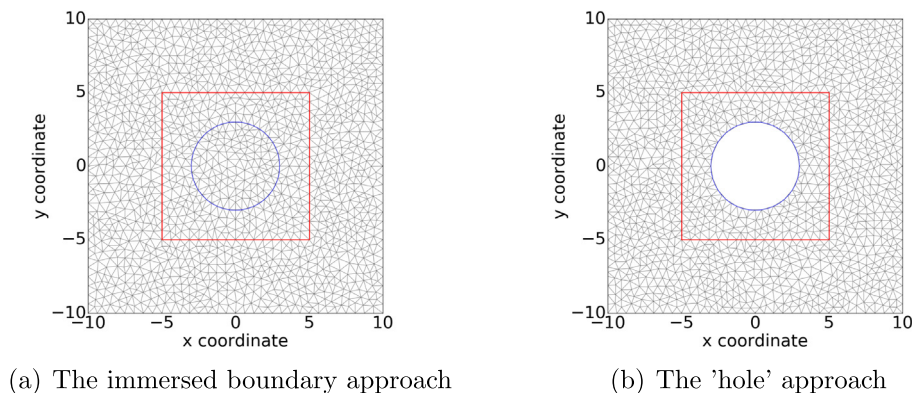 10
5
0
−5
−10
−10 −5 0 5 10
x coordinate
y coordinate
(a) The immersed boundary approach
10
5
0
−5
−10
−10 −5 0 5 10
x coordinate
y coordinate
(b) The 'hole' approach